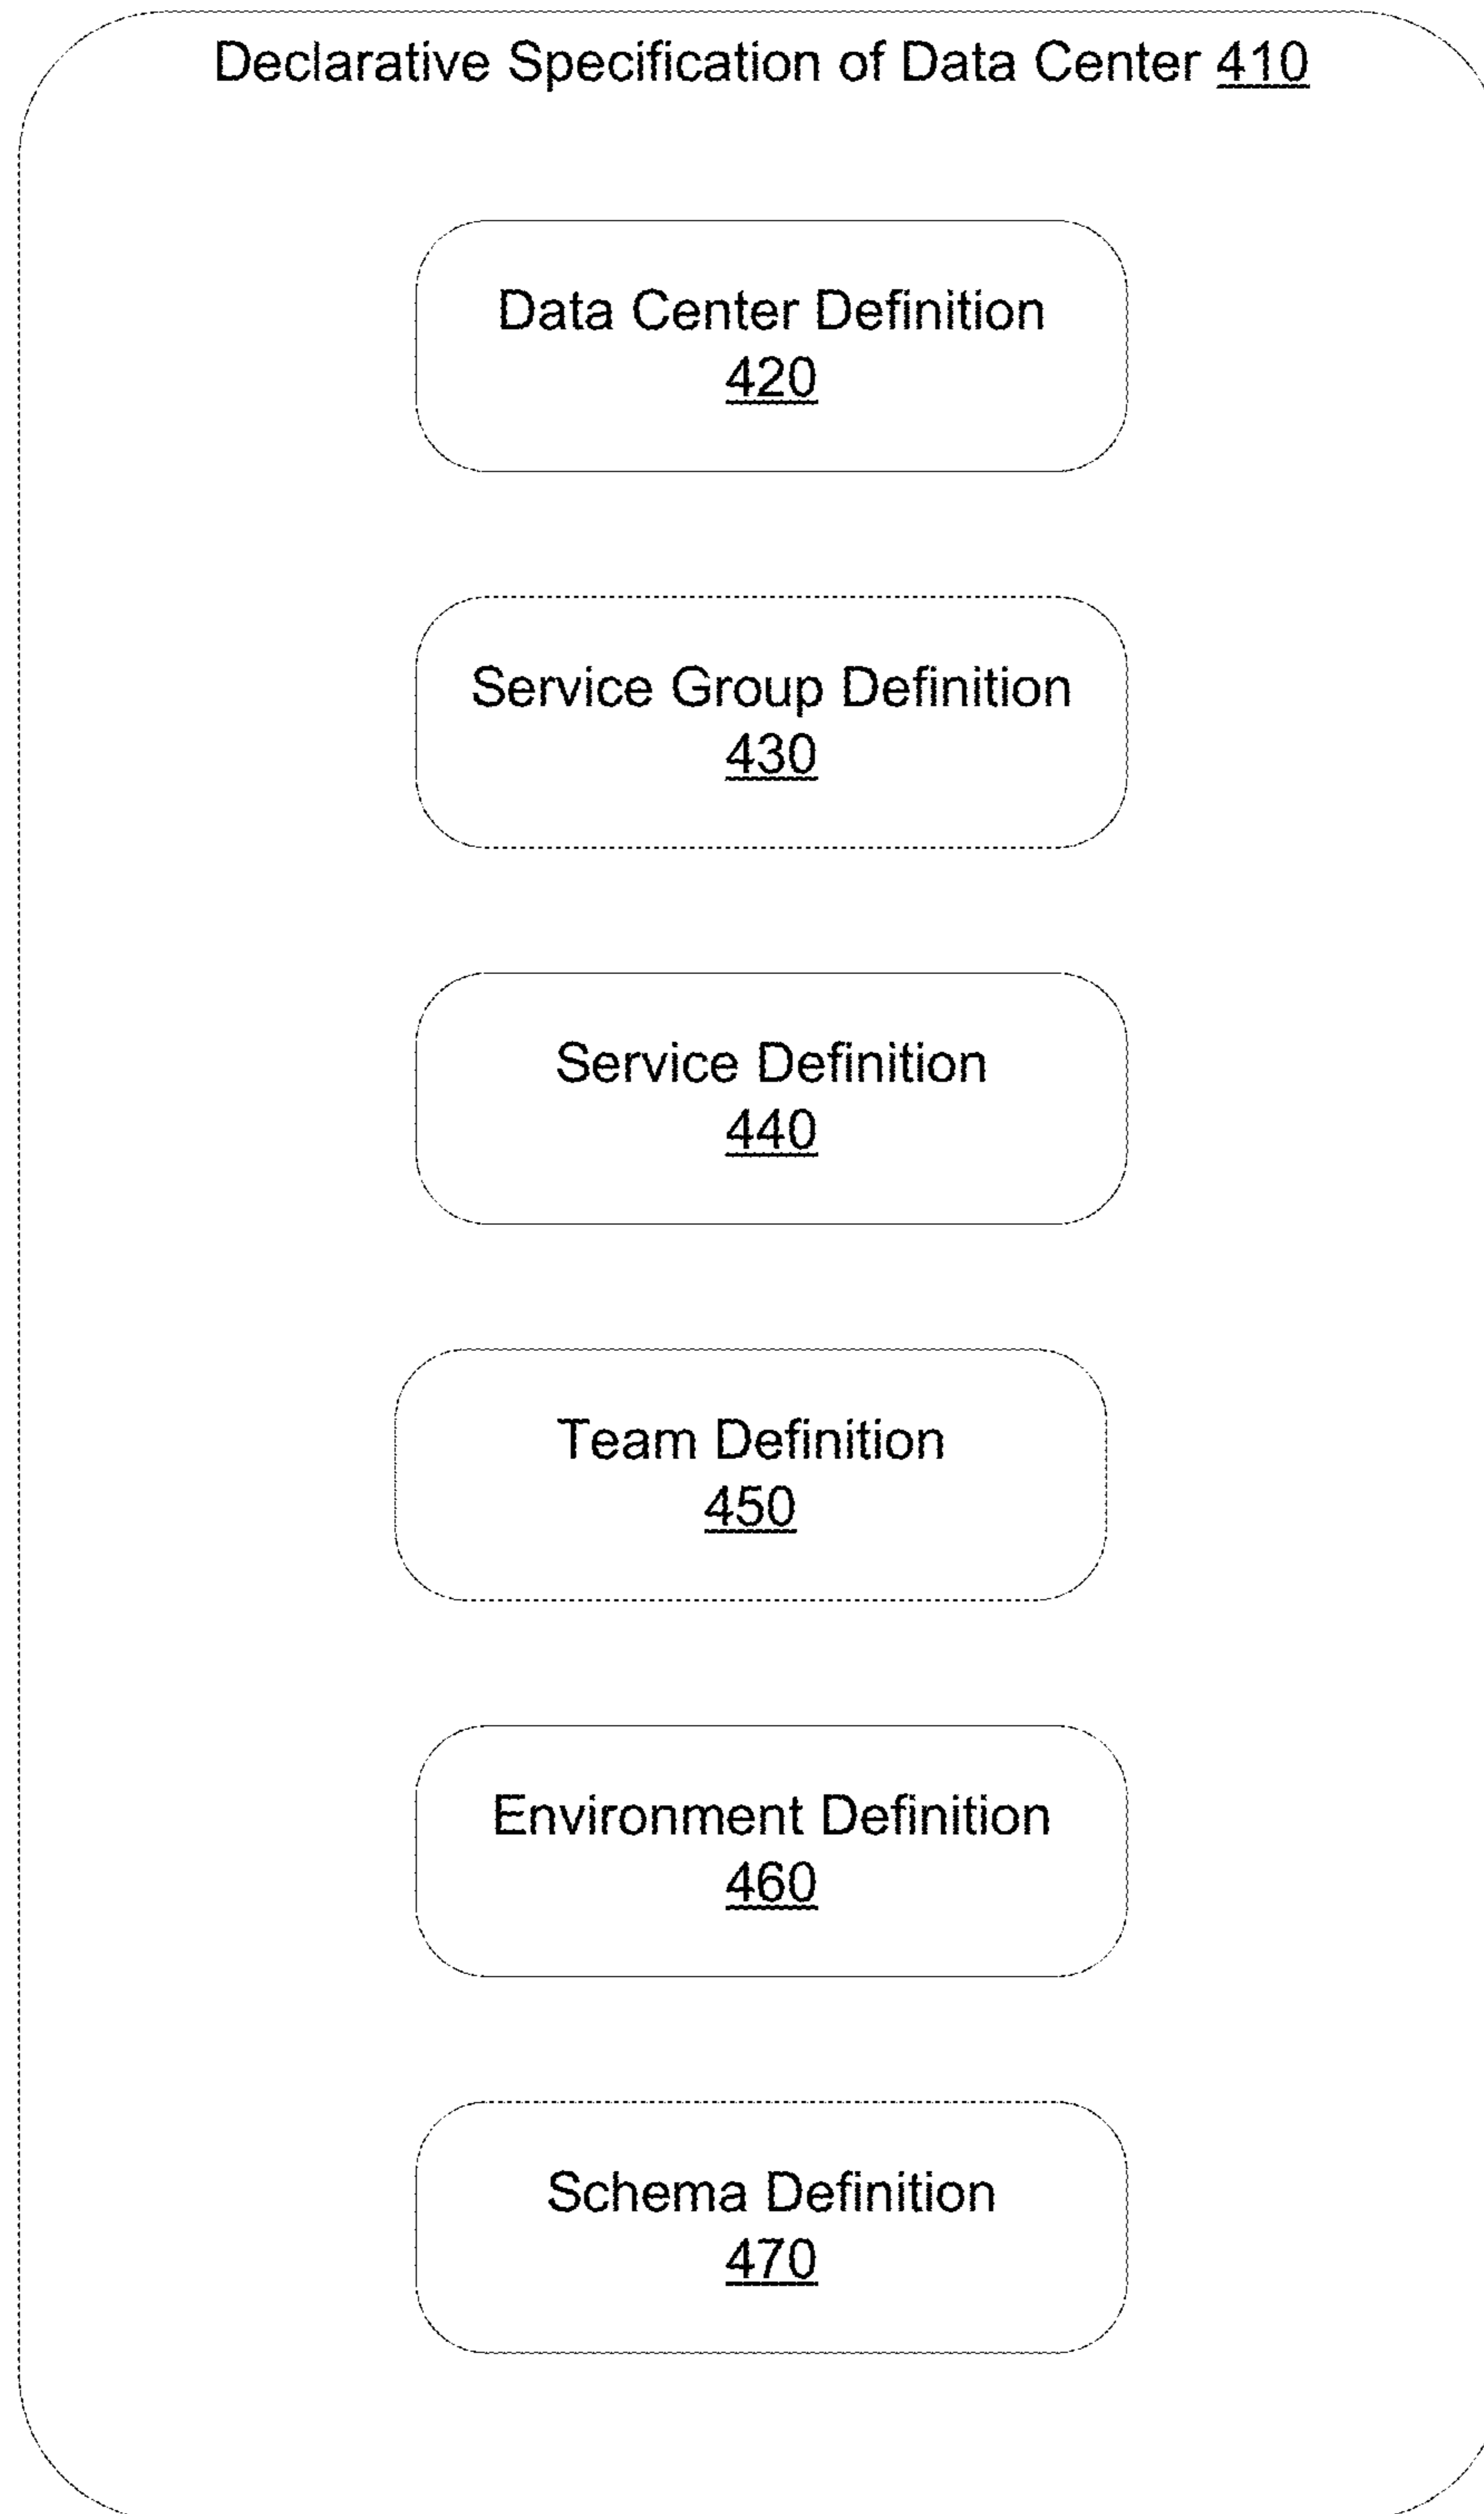 Declarative Specification of Data Center 410
Data Center Definition
420
Service Group Definition
430
Service Definition
440
Team Definition
450
Environment Definition
460
Schema Definition
470